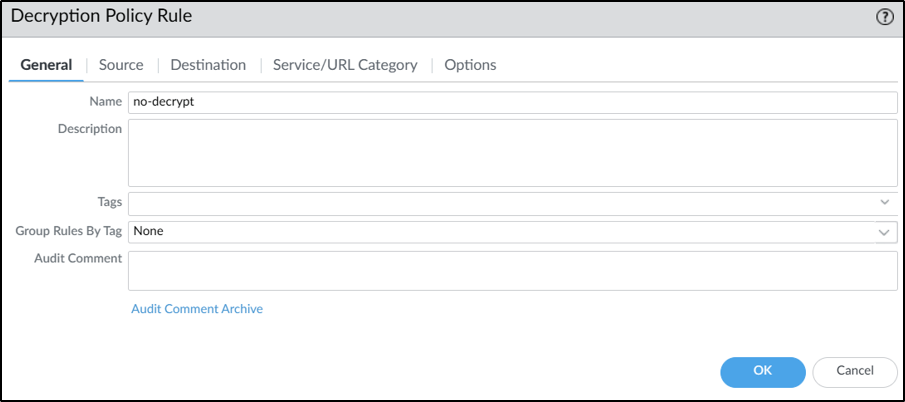 Decryption Policy Rule ?
General Source Destination Service/URL Category Options
Name no-decrypt
Description
Tags
Group Rules By Tag None
Audit Comment
Audit Comment Archive
OK Cancel